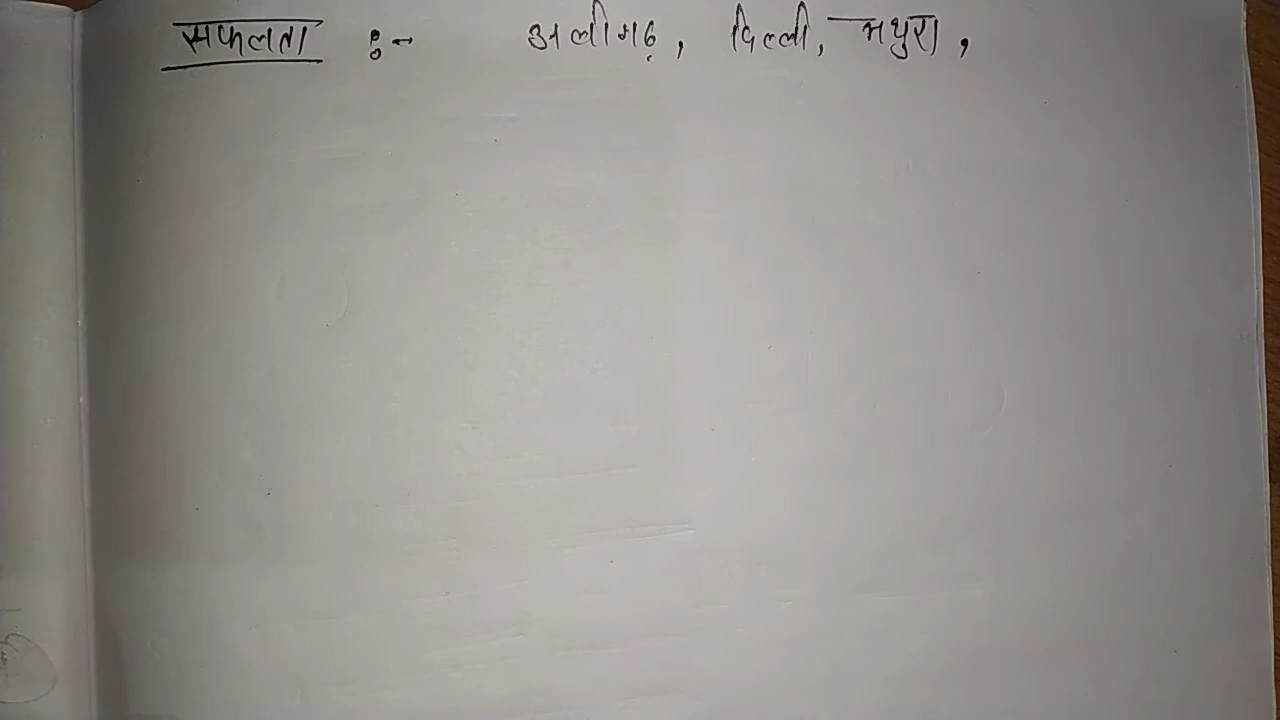 सफलता :- अलीगढ़, दिल्ली, मथुरा,